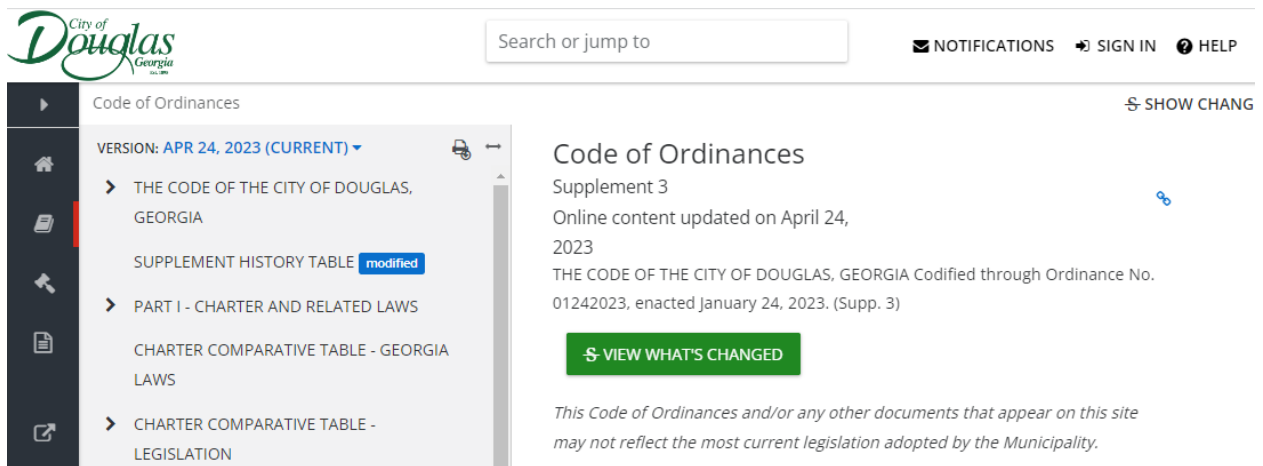 City of
Douglas
Georgia
Search or jump to
NOTIFICATIONS
SIGN IN
HELP
Code of Ordinances
SHOW CHANG
VERSION: APR 24, 2023 (CURRENT)
THE CODE OF THE CITY OF DOUGLAS,
GEORGIA
SUPPLEMENT HISTORY TABLE modified
PART I - CHARTER AND RELATED LAWS
CHARTER COMPARATIVE TABLE - GEORGIA
LAWS
CHARTER COMPARATIVE TABLE -
LEGISLATION
Code of Ordinances
Supplement 3
Online content updated on April 24,
2023
THE CODE OF THE CITY OF DOUGLAS, GEORGIA Codified through Ordinance No.
01242023, enacted January 24, 2023. (Supp. 3)
VIEW WHAT'S CHANGED
This Code of Ordinances and/or any other documents that appear on this site
may not reflect the most current legislation adopted by the Municipality.